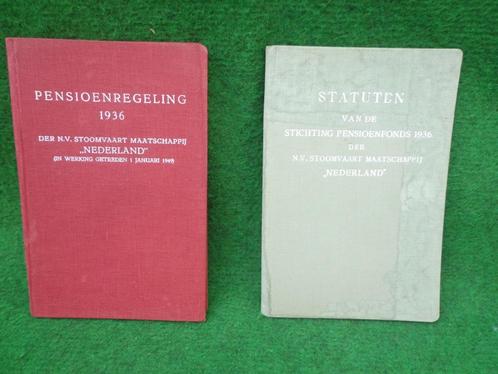 PENSIOENREGELING
1936
DER N.V. STOOMVAART MAATSCHAPPIJ
„NEDERLAND"
(IN WERKING GETREDEN 1 JANUARI 1949)
STATUTEN
VAN DE
STICHTING PENSIOENFONDS 1936
DER
N.V. STOOMVAART MAATSCHAPPIJ
„NEDERLAND"